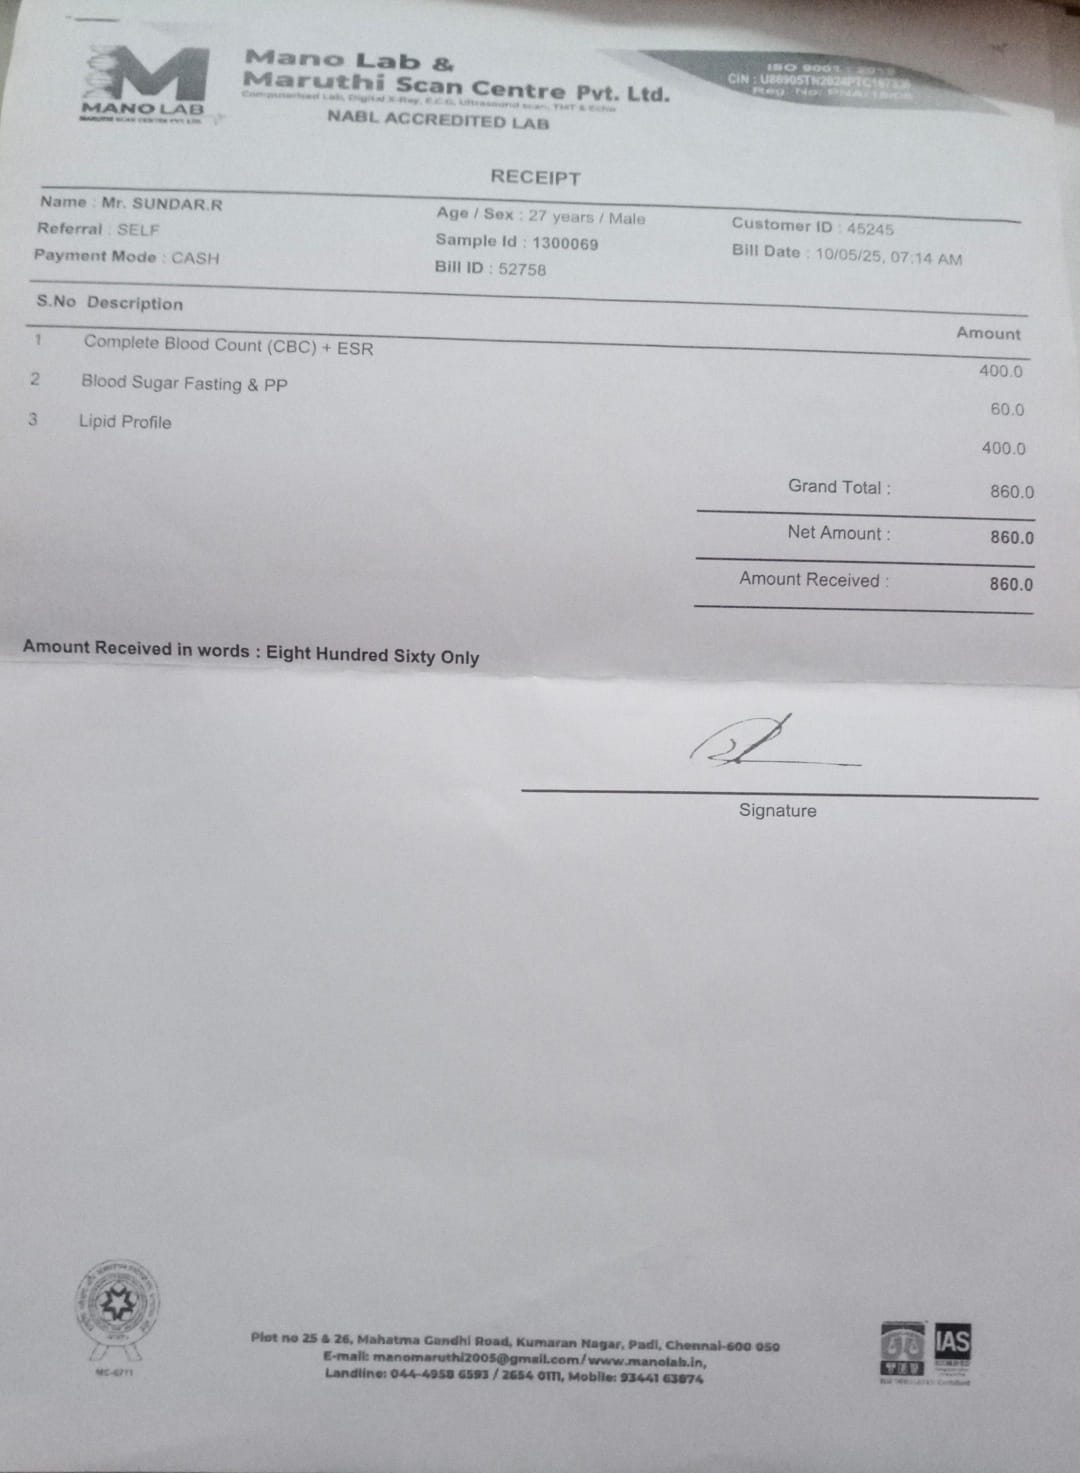 MANO LAB
MARUTHI SCAN CENTRE PVT. LTD.
Mano Lab &
Maruthi Scan Centre Pvt. Ltd.
Computerised Lab, Digital X-Ray, E.C.G, Ultrasound scan, TMT & Echo
NABL ACCREDITED LAB
ISO 9001 :
CIN :
Reg. No:
RECEIPT
Name : Mr. SUNDAR.R
Age / Sex : 27 years / Male
Customer ID : 45245
Referral : SELF
Sample Id : 1300069
Bill Date : 10/05/25, 07:14 AM
Payment Mode : CASH
Bill ID : 52758
S.No Description Amount
1 Complete Blood Count (CBC) + ESR 400.0
2 Blood Sugar Fasting & PP 60.0
3 Lipid Profile 400.0
Grand Total : 860.0
Net Amount : 860.0
Amount Received : 860.0
Amount Received in words : Eight Hundred Sixty Only
Signature
MC-6711
Plot no 25 & 26, Mahatma Gandhi Road, Kumaran Nagar, Padi, Chennai-600 050
E-mail: manomaruthi2005@gmail.com/www.manolab.in,
Landline: 044-4958 6593 / 2654 0111, Mobile: 93441 63874
IAS